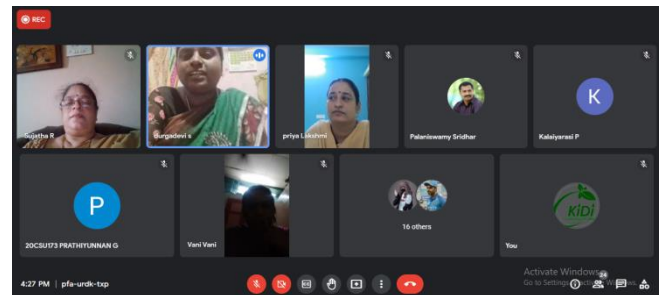 REC
Sujatha R
durgadevi s
priya Lakshmi
Palaniswamy Sridhar
K
Kalaiyarasi P
P
20CSU173 PRATHIYUNNAN G
Vani Vani
16 others
KiDi
You
4:27 PM | pfa-urdk-txp
24
Activate Windows
Go to Settings to activate Windows.